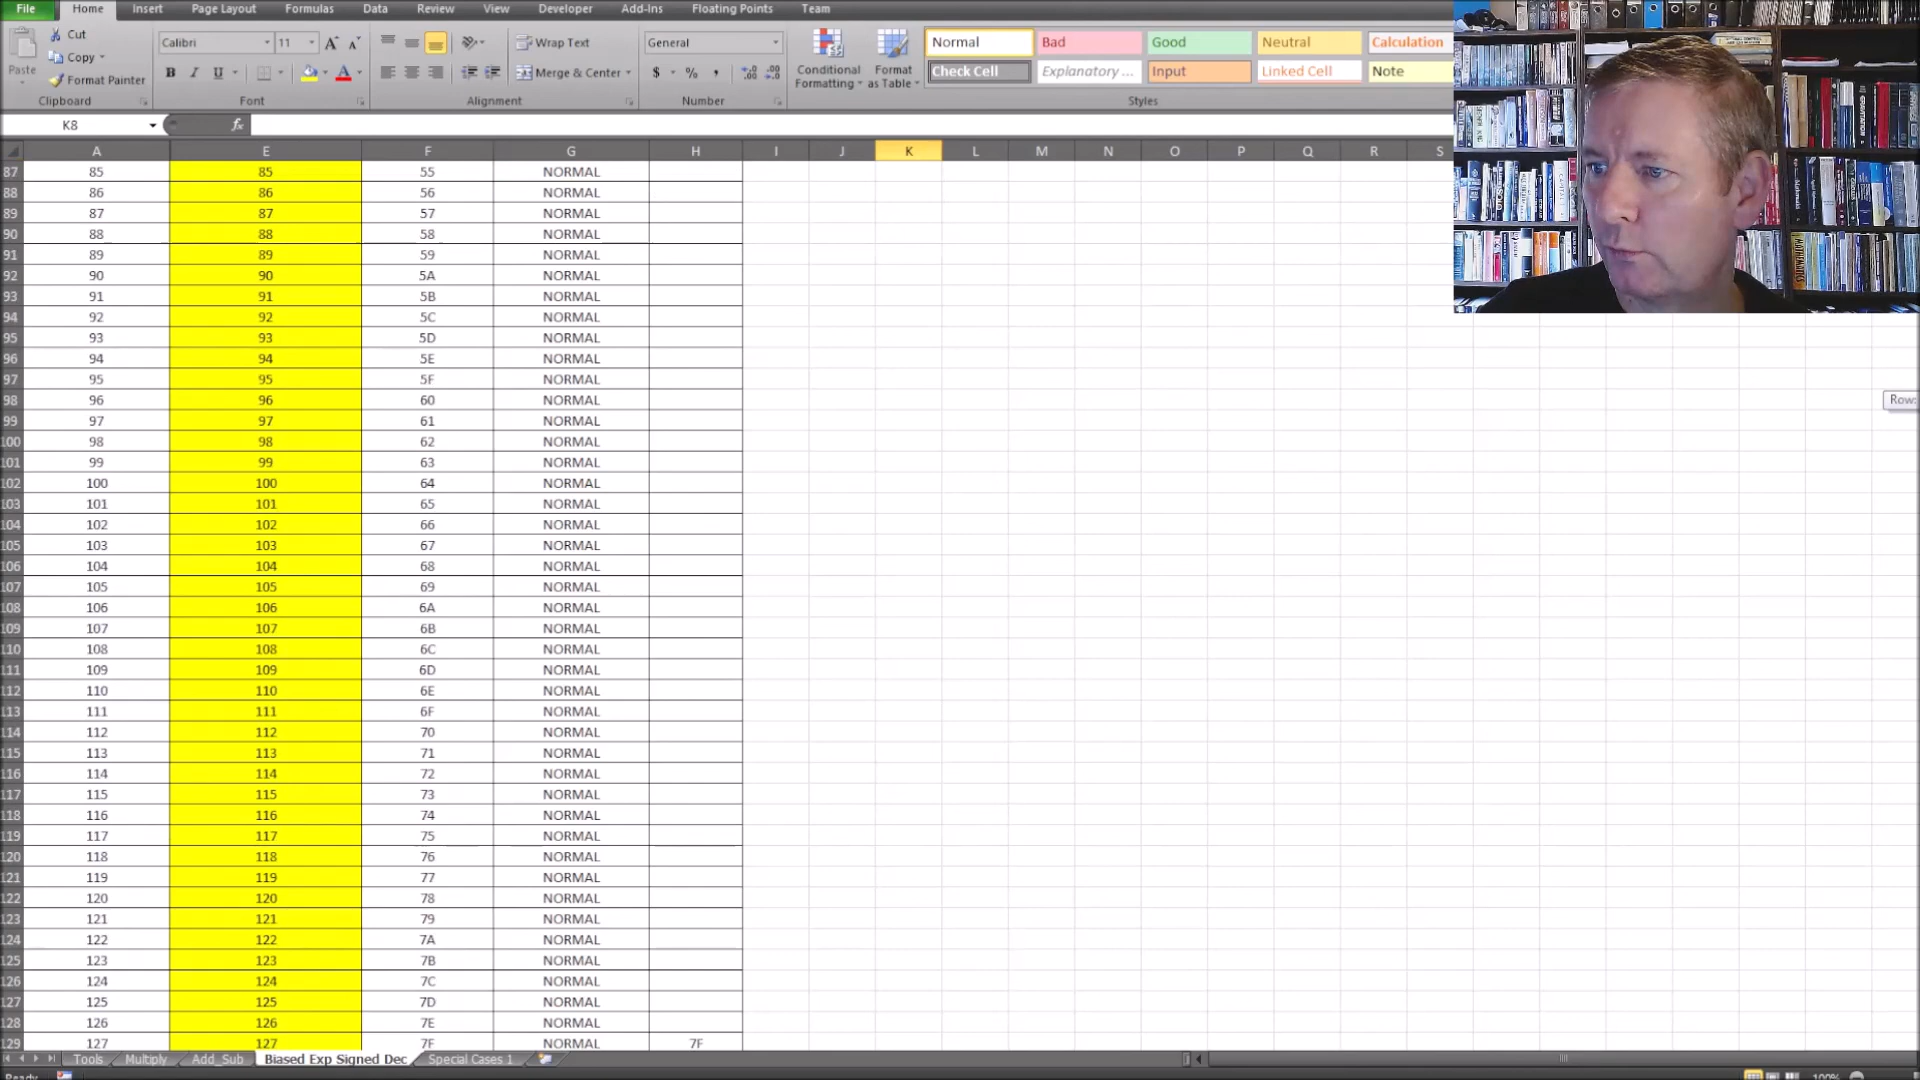 File Home Insert Page Layout Formulas Data Review View Developer Add-Ins Floating Points Team
Cut
Copy
Format Painter
Paste
Clipboard
Calibri 11 A A
B I U A
Font
Wrap Text
Merge & Center
Alignment
General
$ % ,
Number
Conditional Formatting
Format as Table
Normal Bad Good Neutral Calculation
Check Cell Explanatory ... Input Linked Cell Note
Styles
K8 fx
A E F G H I J K L M N O P Q R S
87 85 85 55 NORMAL
88 86 86 56 NORMAL
89 87 87 57 NORMAL
90 88 88 58 NORMAL
91 89 89 59 NORMAL
92 90 90 5A NORMAL
93 91 91 5B NORMAL
94 92 92 5C NORMAL
95 93 93 5D NORMAL
96 94 94 5E NORMAL
97 95 95 5F NORMAL
98 96 96 60 NORMAL
99 97 97 61 NORMAL
100 98 98 62 NORMAL
101 99 99 63 NORMAL
102 100 100 64 NORMAL
103 101 101 65 NORMAL
104 102 102 66 NORMAL
105 103 103 67 NORMAL
106 104 104 68 NORMAL
107 105 105 69 NORMAL
108 106 106 6A NORMAL
109 107 107 6B NORMAL
110 108 108 6C NORMAL
111 109 109 6D NORMAL
112 110 110 6E NORMAL
113 111 111 6F NORMAL
114 112 112 70 NORMAL
115 113 113 71 NORMAL
116 114 114 72 NORMAL
117 115 115 73 NORMAL
118 116 116 74 NORMAL
119 117 117 75 NORMAL
120 118 118 76 NORMAL
121 119 119 77 NORMAL
122 120 120 78 NORMAL
123 121 121 79 NORMAL
124 122 122 7A NORMAL
125 123 123 7B NORMAL
126 124 124 7C NORMAL
127 125 125 7D NORMAL
128 126 126 7E NORMAL
129 127 127 7F NORMAL 7F
Row:
Tools Multiply Add_Sub Biased Exp Signed Dec Special Cases 1
Ready 100%